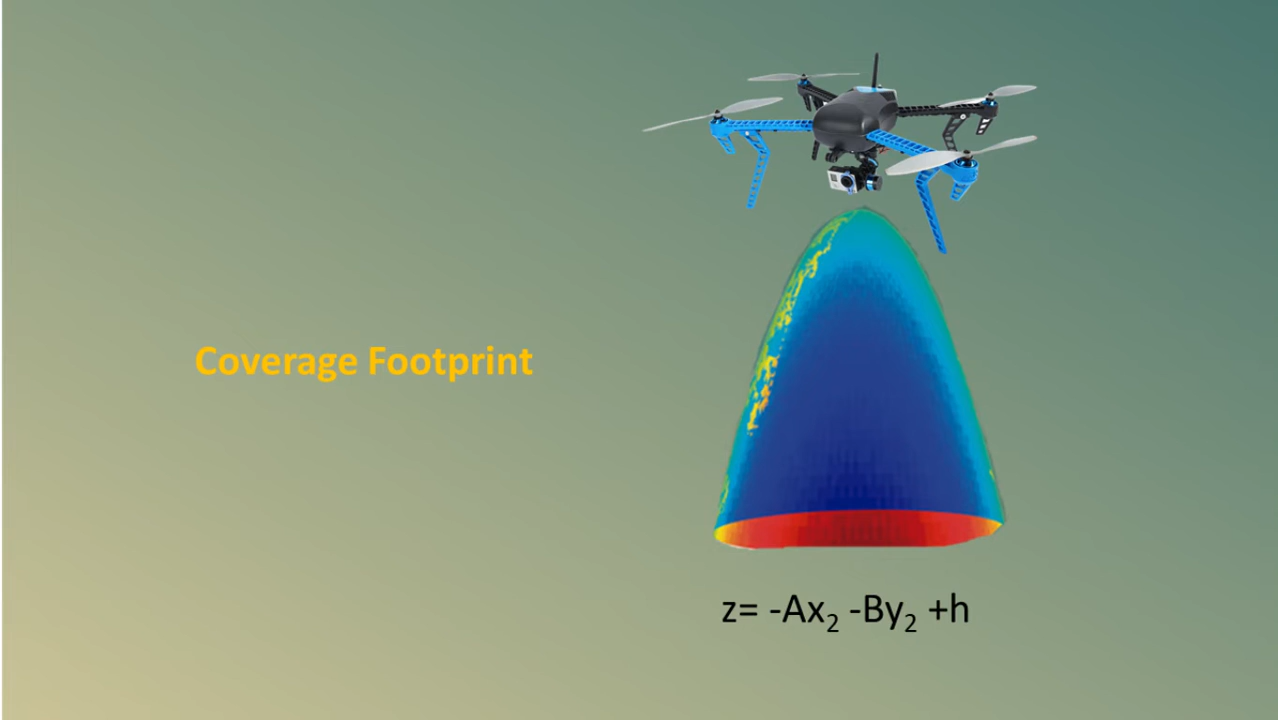 Coverage Footprint
z= -Ax₂ -By₂ +h